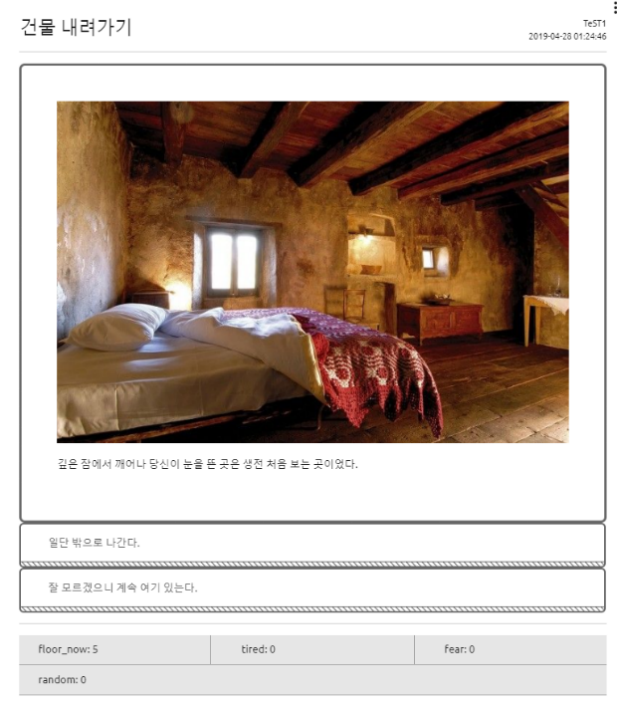 건물 내려가기
TeST1
2019-04-28 01:24:46
깊은 잠에서 깨어나 당신이 눈을 뜬 곳은 생전 처음 보는 곳이었다.
일단 밖으로 나간다.
잘 모르겠으니 계속 여기 있는다.
floor_now: 5
tired: 0
fear: 0
random: 0